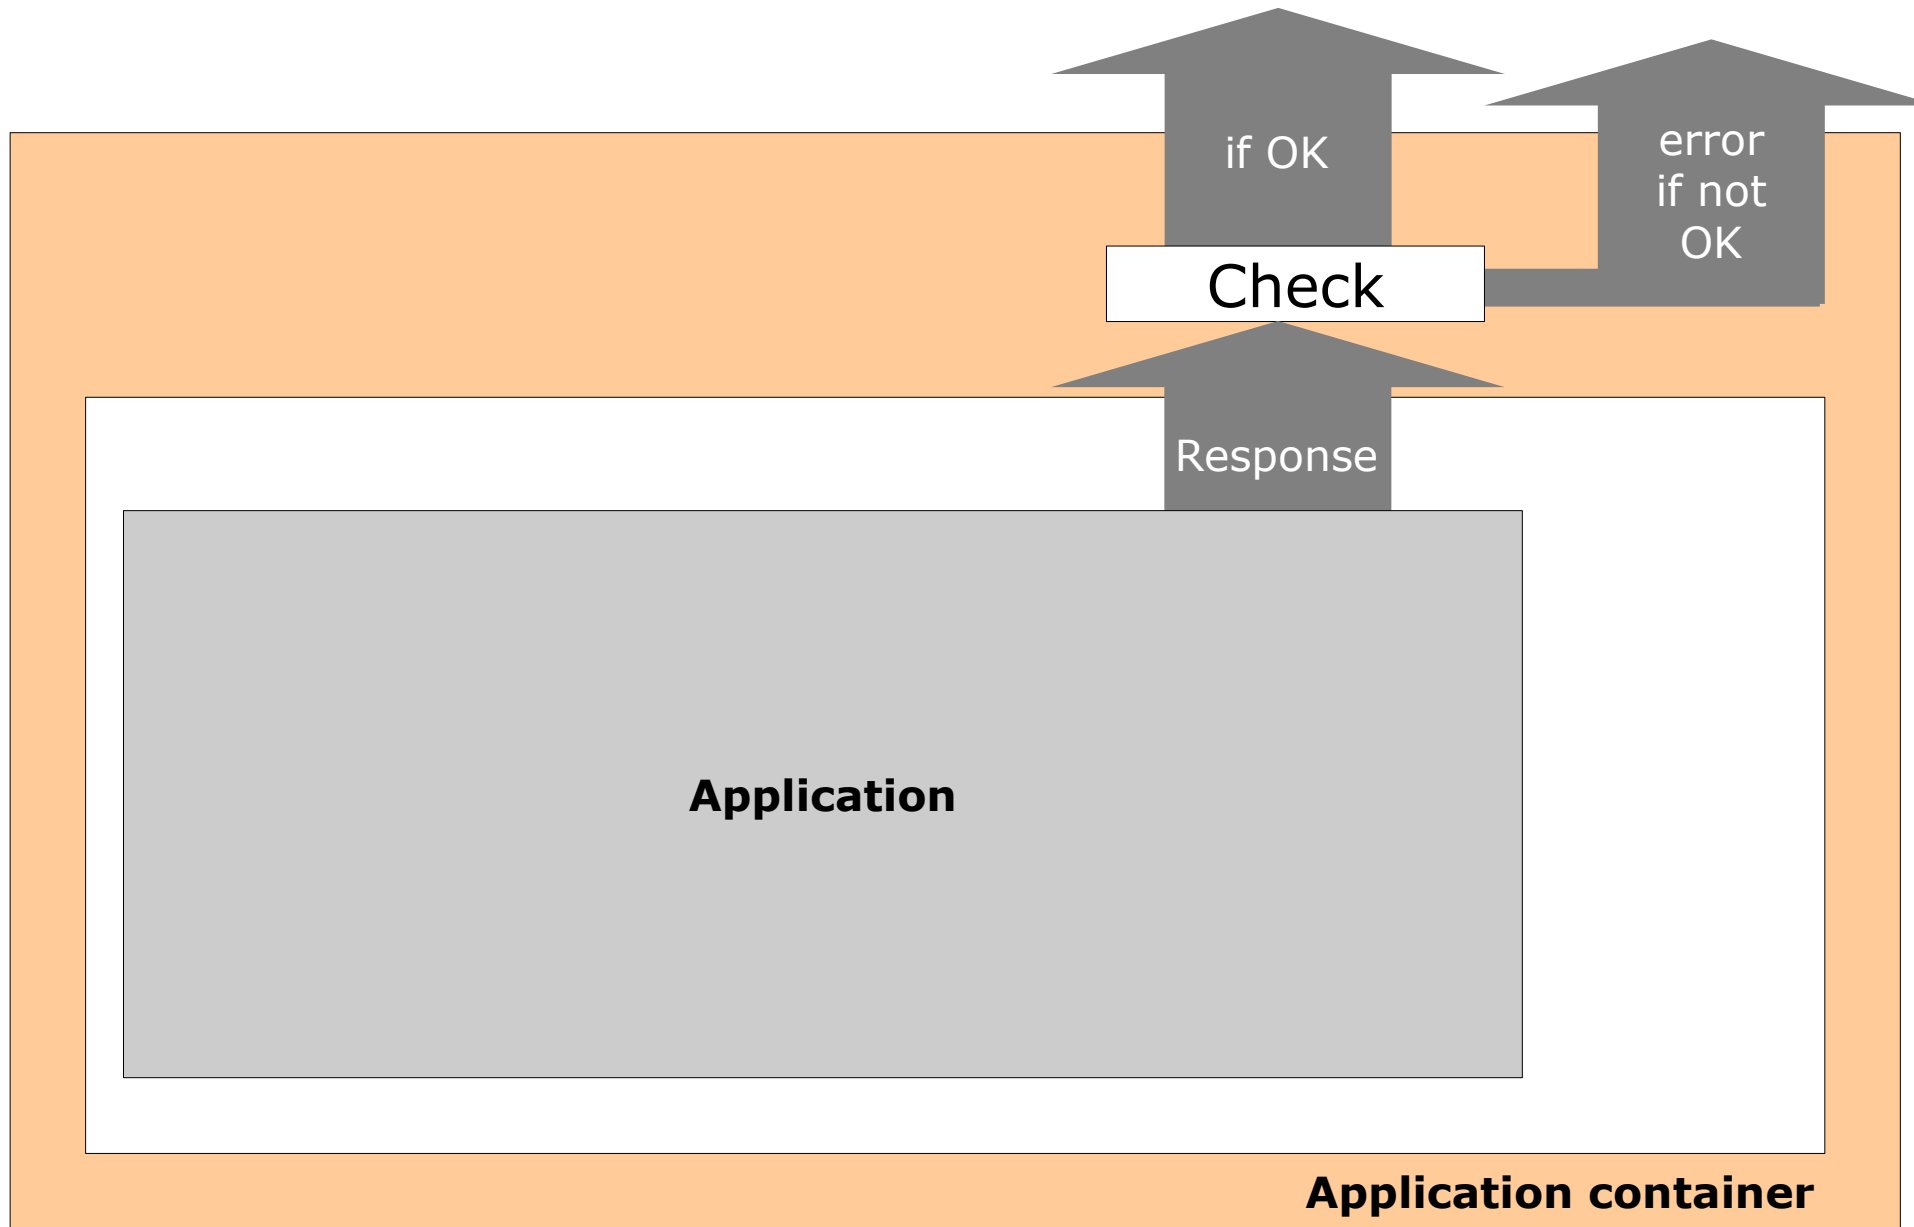 if OK
error
if not
OK
Check
Response
Application
Application container